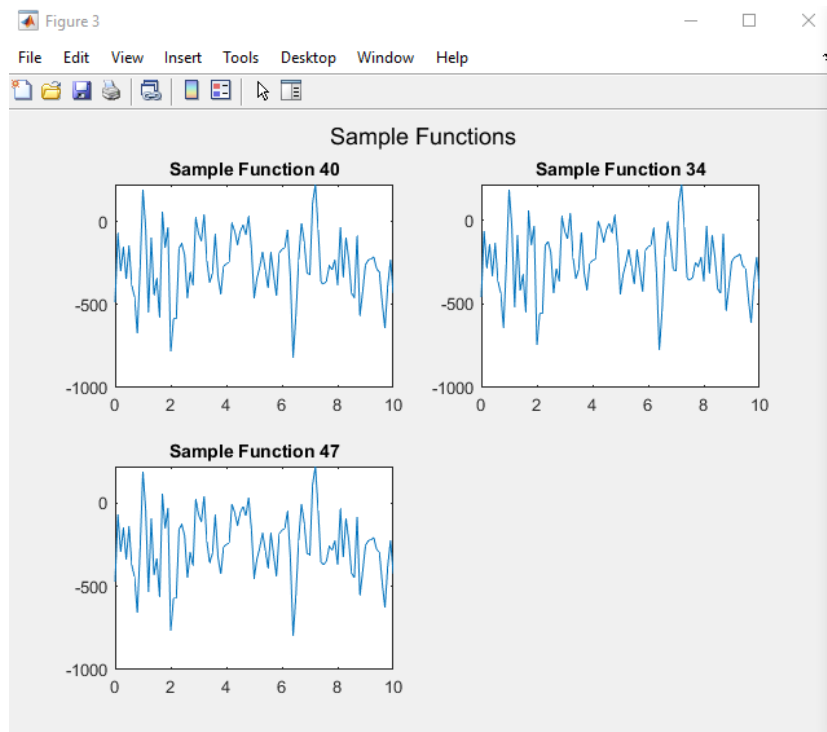 Figure 3
File Edit View Insert Tools Desktop Window Help
Sample Functions
Sample Function 40
0
-500
-1000
0 2 4 6 8 10
Sample Function 34
0
-500
-1000
0 2 4 6 8 10
Sample Function 47
0
-500
-1000
0 2 4 6 8 10